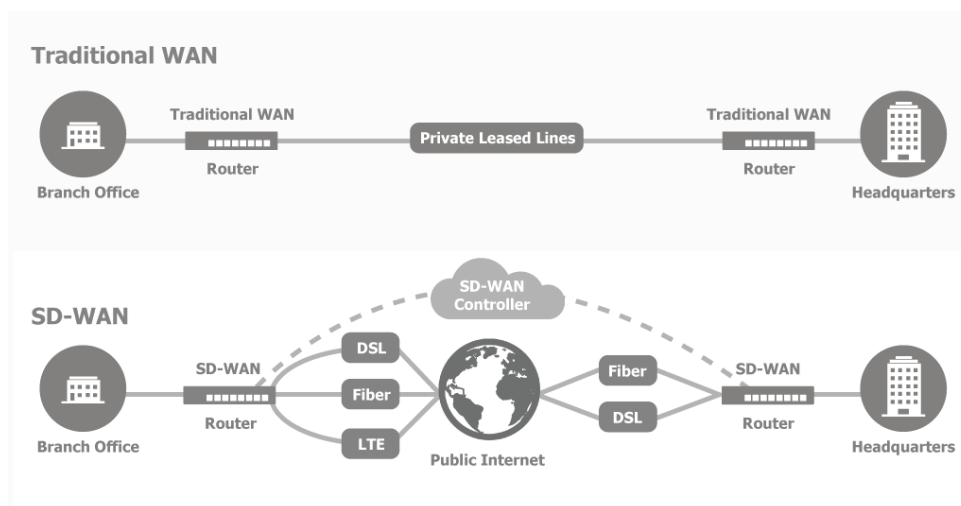 Traditional WAN
Traditional WAN
Traditional WAN
Private Leased Lines
Router
Router
Branch Office
Headquarters
SD-WAN
Controller
SD-WAN
DSL
SD-WAN
Fiber
SD-WAN
Fiber
Router
DSL
Router
LTE
Branch Office
Public Internet
Headquarters